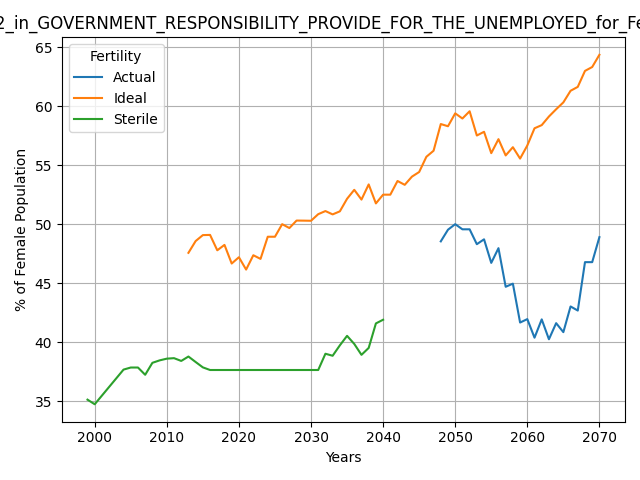 2_in_GOVERNMENT_RESPONSIBILITY_PROVIDE_FOR_THE_UNEMPLOYED_for_Fe
Fertility
Actual
Ideal
Sterile
% of Female Population
65
60
55
50
45
40
35
2000 2010 2020 2030 2040 2050 2060 2070
Years